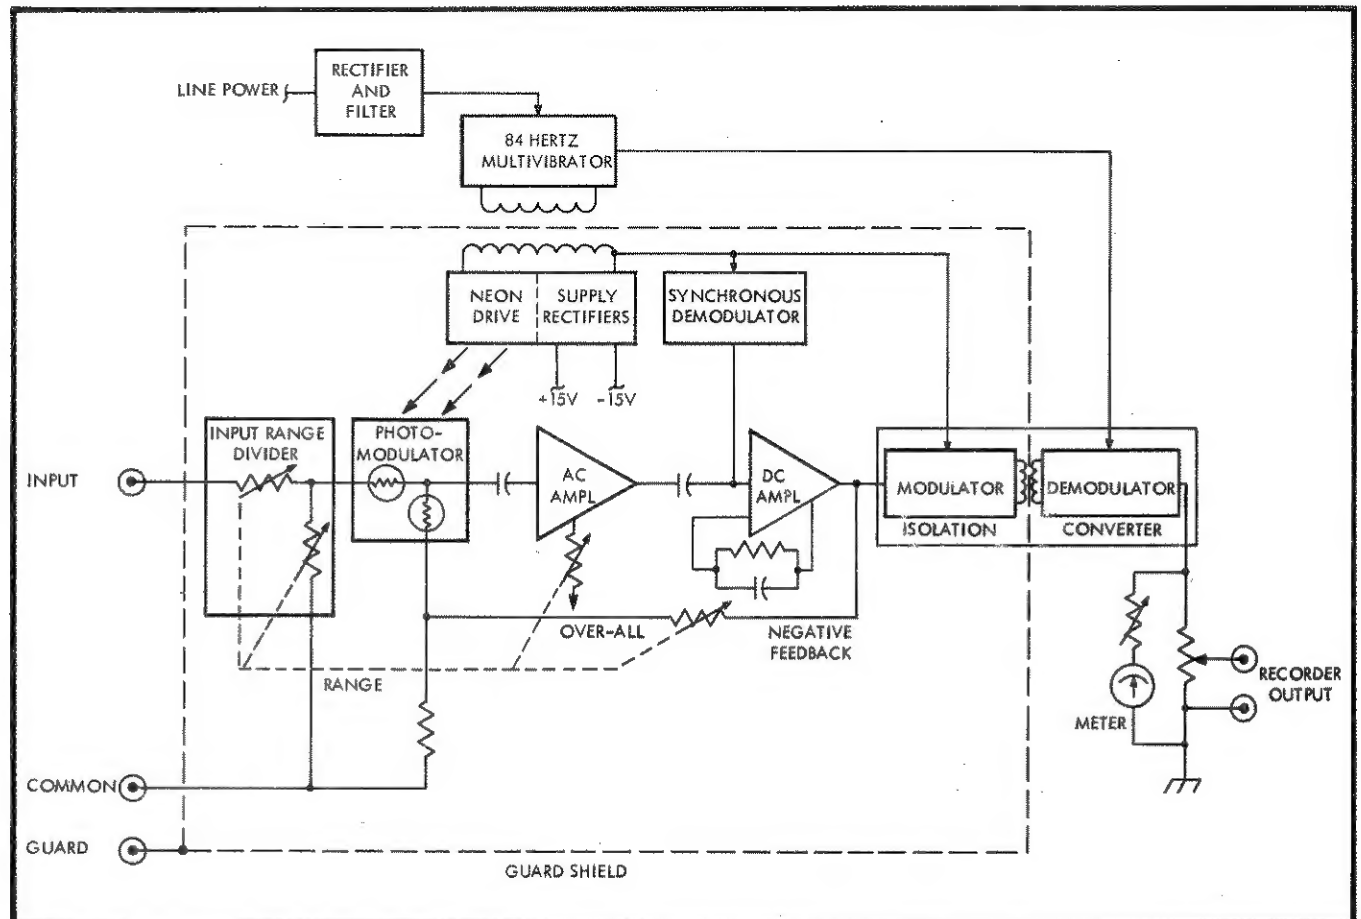 RECTIFIER
AND
FILTER
LINE POWER
84 HERTZ
MULTIVIBRATOR
NEON
DRIVE
SUPPLY
RECTIFIERS
SYNCHRONOUS
DEMODULATOR
+15V
-15V
INPUT RANGE
DIVIDER
PHOTO-
MODULATOR
INPUT
AC
AMPL
DC
AMPL
MODULATOR
DEMODULATOR
ISOLATION
CONVERTER
OVER-ALL
NEGATIVE
FEEDBACK
RANGE
METER
RECORDER
OUTPUT
COMMON
GUARD
GUARD SHIELD